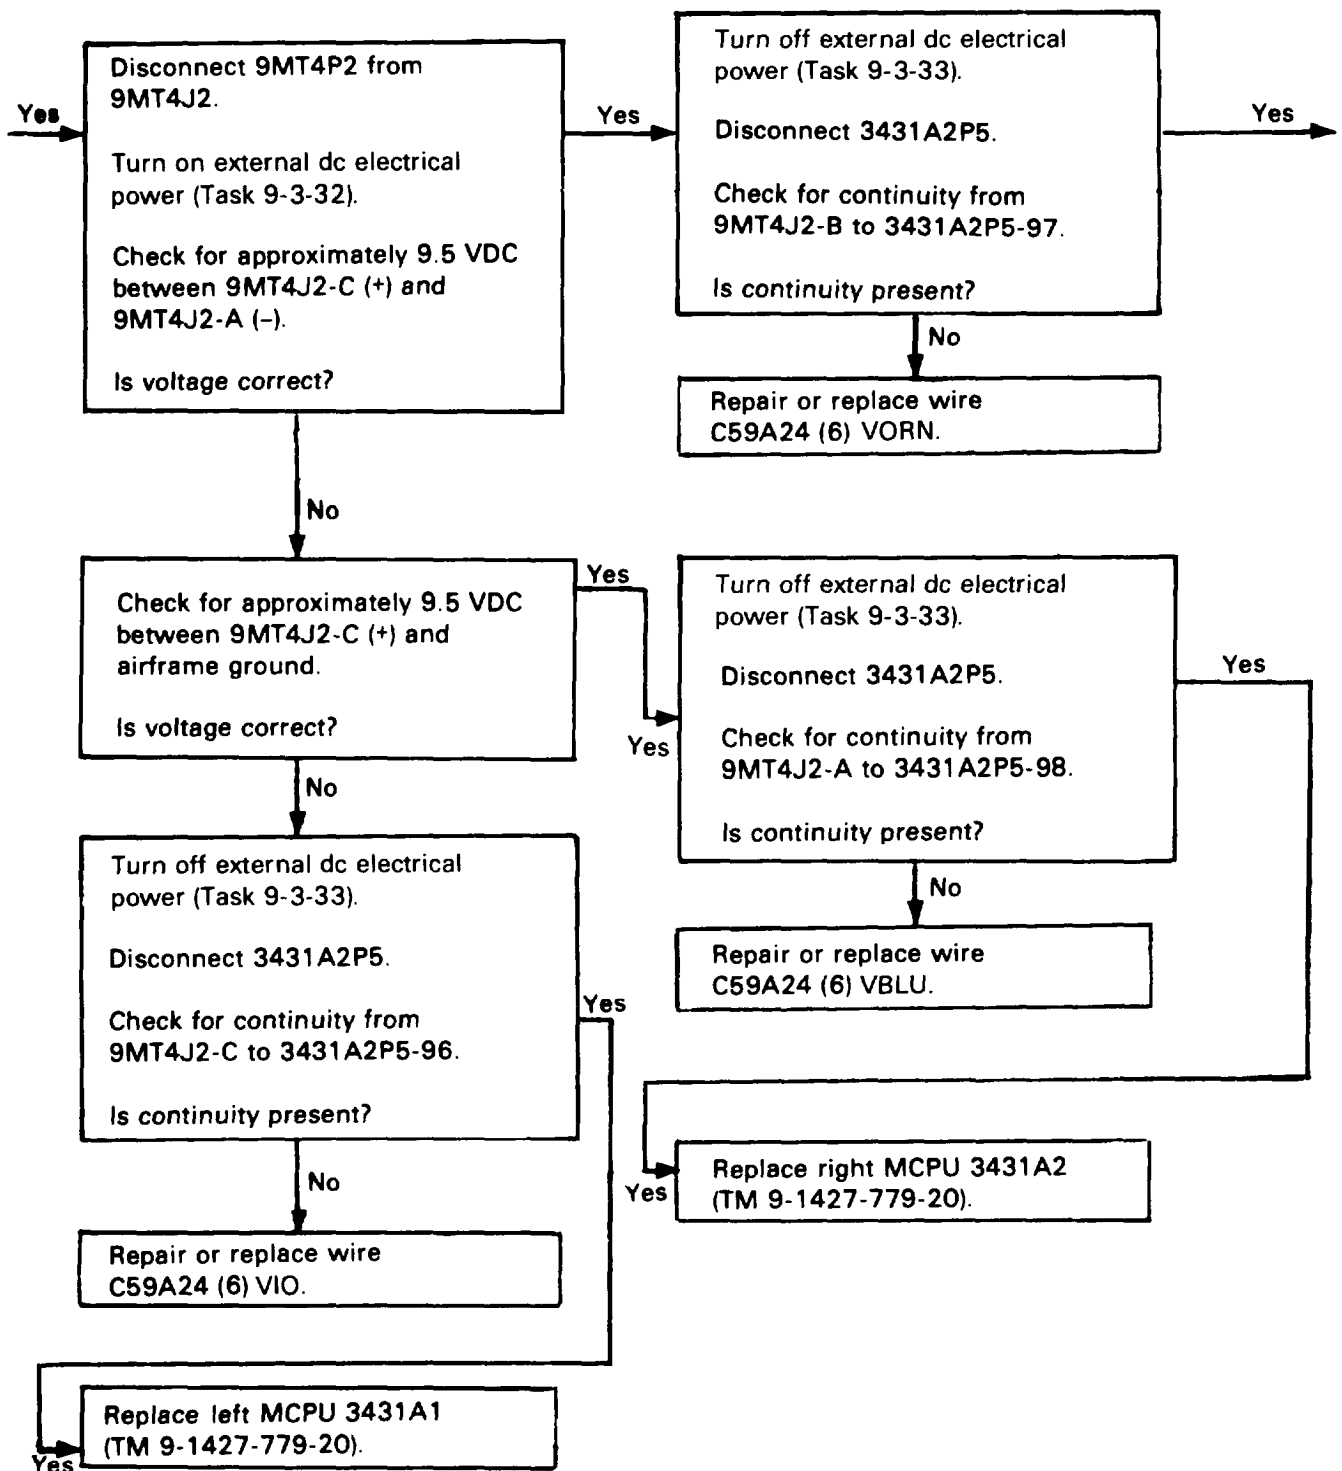 Yes
Disconnect 9MT4P2 from
9MT4J2.
Turn on external dc electrical
power (Task 9-3-32).
Check for approximately 9.5 VDC
between 9MT4J2-C (+) and
9MT4J2-A (–).
Is voltage correct?
Yes
Turn off external dc electrical
power (Task 9-3-33).
Disconnect 3431A2P5.
Check for continuity from
9MT4J2-B to 3431A2P5-97.
Is continuity present?
Yes
No
Repair or replace wire
C59A24 (6) VORN.
No
Check for approximately 9.5 VDC
between 9MT4J2-C (+) and
airframe ground.
Is voltage correct?
Yes
Yes
Turn off external dc electrical
power (Task 9-3-33).
Disconnect 3431A2P5.
Check for continuity from
9MT4J2-A to 3431A2P5-98.
Is continuity present?
Yes
No
Repair or replace wire
C59A24 (6) VBLU.
No
Turn off external dc electrical
power (Task 9-3-33).
Disconnect 3431A2P5.
Check for continuity from
9MT4J2-C to 3431A2P5-96.
Is continuity present?
Yes
Yes
Replace right MCPU 3431A2
(TM 9-1427-779-20).
No
Repair or replace wire
C59A24 (6) VIO.
Yes
Replace left MCPU 3431A1
(TM 9-1427-779-20).